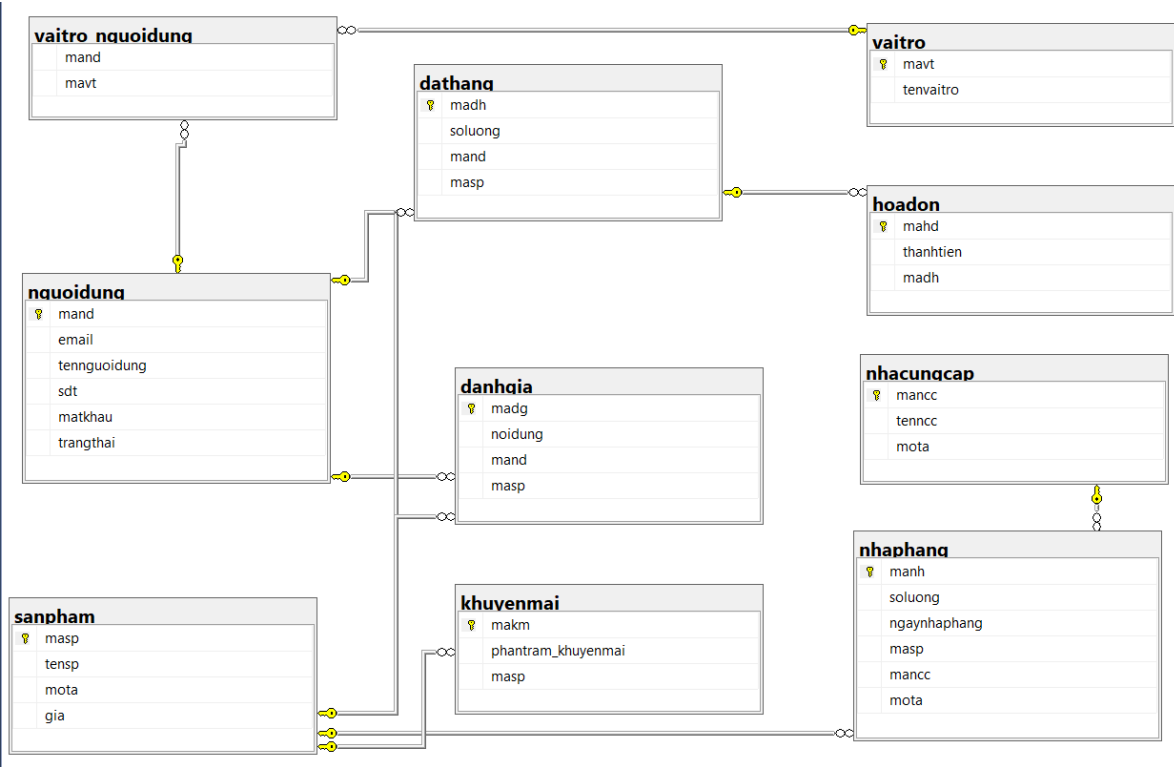 vaitro_nguoidung
mand
mavt
vaitro
mavt
tenvaitro
dathang
madh
soluong
mand
masp
hoadon
mahd
thanhtien
madh
nguoidung
mand
email
tennguoidung
sdt
matkhau
trangthai
danhgia
madg
noidung
mand
masp
nhacungcap
mancc
tenncc
mota
nhaphang
manh
soluong
ngaynhaphang
masp
mancc
mota
sanpham
masp
tensp
mota
gia
khuyenmai
makm
phantram_khuyenmai
masp